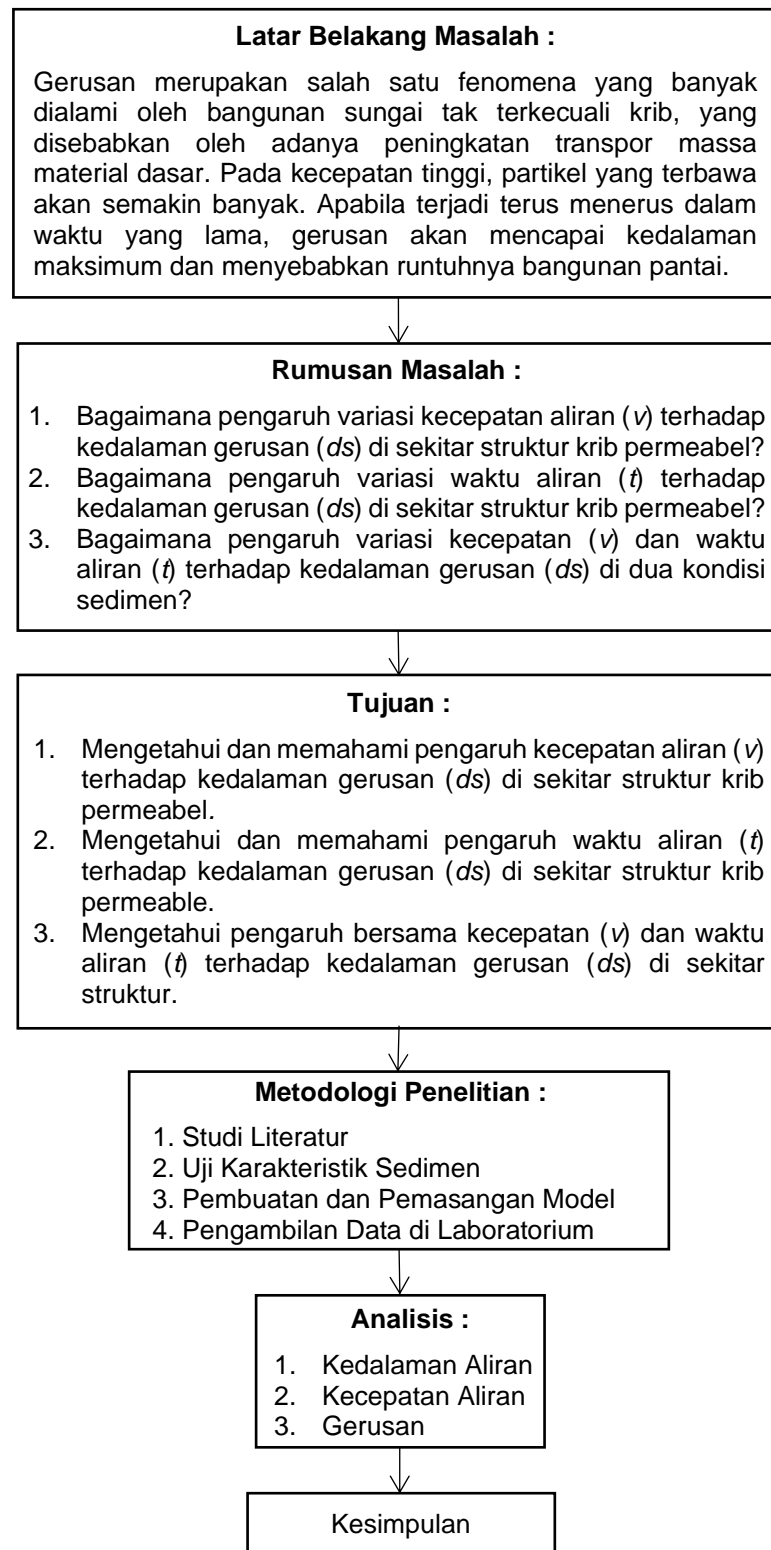 Latar Belakang Masalah :
Gerusan merupakan salah satu fenomena yang banyak
dialami oleh bangunan sungai tak terkecuali krib, yang
disebabkan oleh adanya peningkatan transpor massa
material dasar. Pada kecepatan tinggi, partikel yang terbawa
akan semakin banyak. Apabila terjadi terus menerus dalam
waktu yang lama, gerusan akan mencapai kedalaman
maksimum dan menyebabkan runtuhnya bangunan pantai.
Rumusan Masalah :
1. Bagaimana pengaruh variasi kecepatan aliran (v) terhadap
kedalaman gerusan (ds) di sekitar struktur krib permeabel?
2. Bagaimana pengaruh variasi waktu aliran (t) terhadap
kedalaman gerusan (ds) di sekitar struktur krib permeabel?
3. Bagaimana pengaruh variasi kecepatan (v) dan waktu
aliran (t) terhadap kedalaman gerusan (ds) di dua kondisi
sedimen?
Tujuan :
1. Mengetahui dan memahami pengaruh kecepatan aliran (v)
terhadap kedalaman gerusan (ds) di sekitar struktur krib
permeabel.
2. Mengetahui dan memahami pengaruh waktu aliran (t)
terhadap kedalaman gerusan (ds) di sekitar struktur krib
permeable.
3. Mengetahui pengaruh bersama kecepatan (v) dan waktu
aliran (t) terhadap kedalaman gerusan (ds) di sekitar
struktur.
Metodologi Penelitian :
1. Studi Literatur
2. Uji Karakteristik Sedimen
3. Pembuatan dan Pemasangan Model
4. Pengambilan Data di Laboratorium
Analisis :
1. Kedalaman Aliran
2. Kecepatan Aliran
3. Gerusan
Kesimpulan